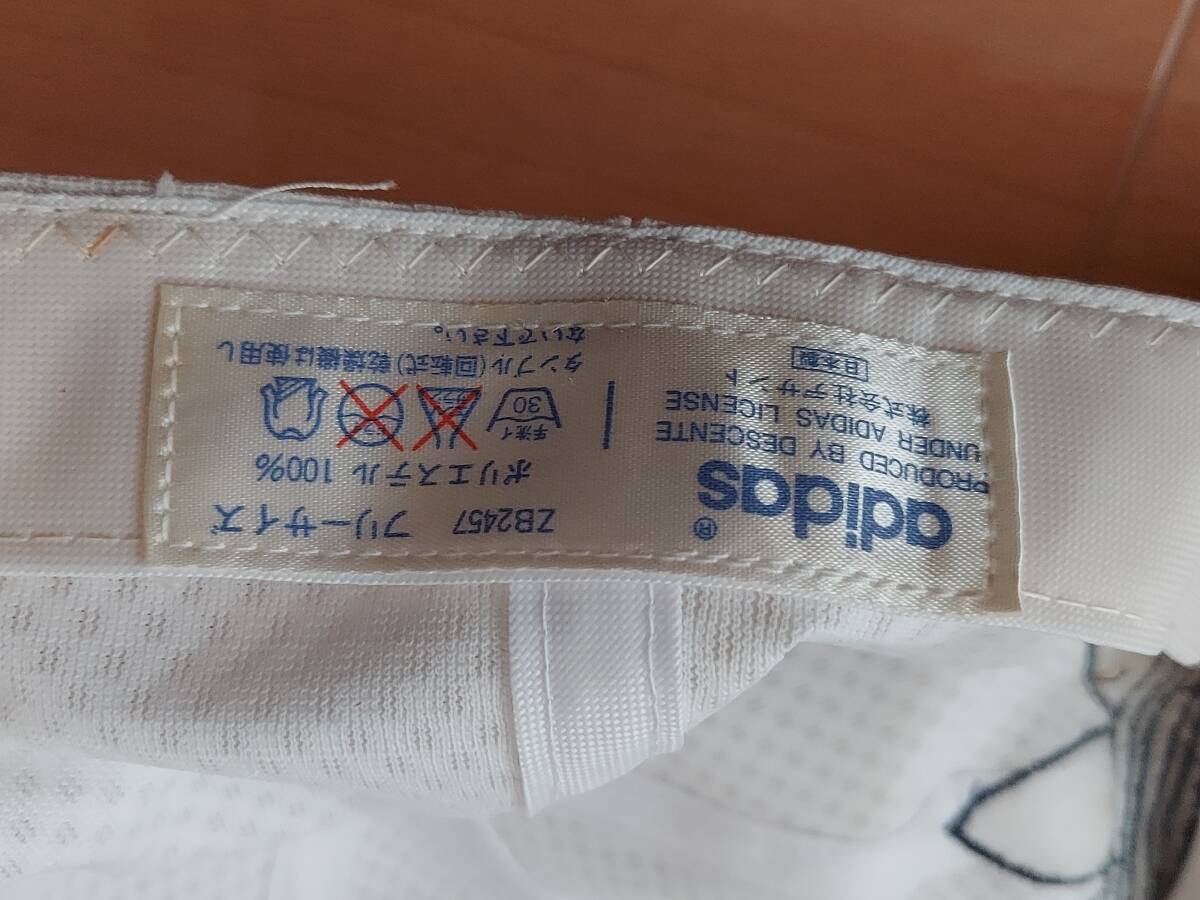 adidas®
PRODUCED BY DESCENTE
UNDER ADIDAS LICENSE
株式会社デサント
日本製
ZB2457 フリーサイズ
ポリエステル 100%
手洗イ
30
タンブル(回転式)乾燥機は使用し
ないで下さい。